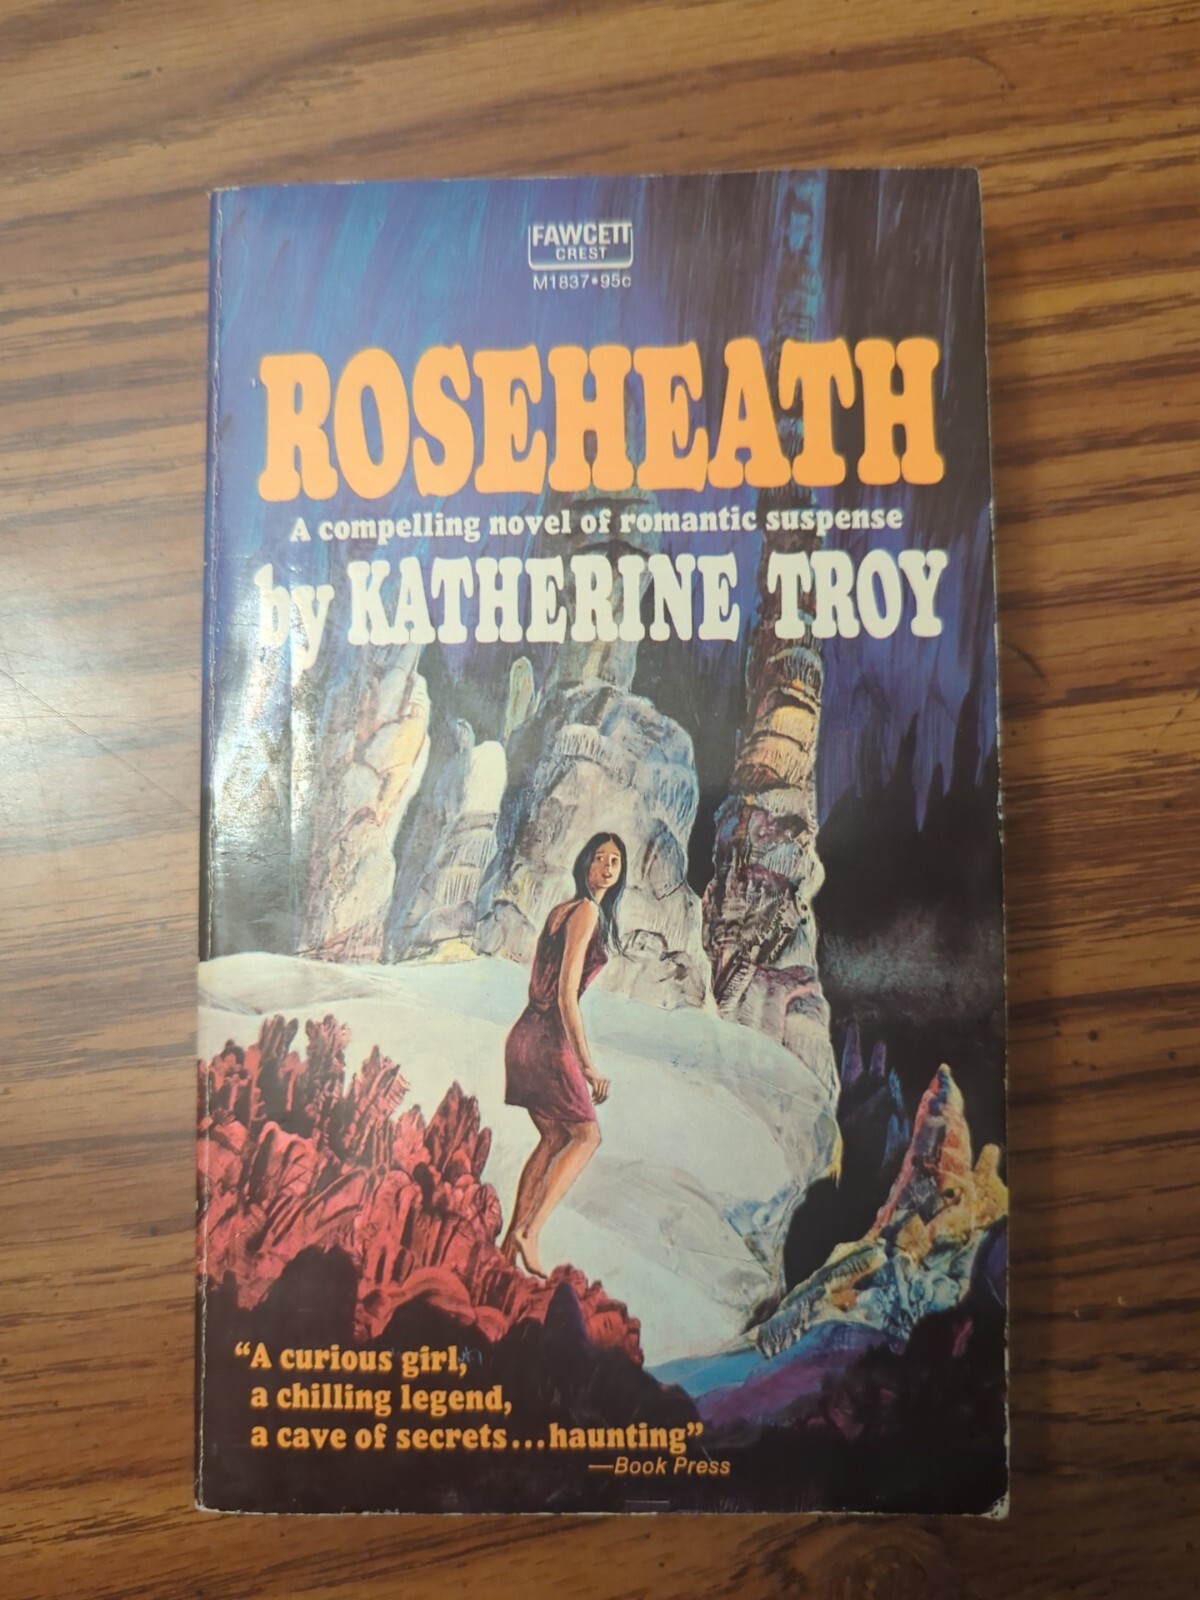 FAWCETT
CREST
M1837•95c
ROSEHEATH
A compelling novel of romantic suspense
by KATHERINE TROY
“A curious girl,
a chilling legend,
a cave of secrets...haunting”
—Book Press